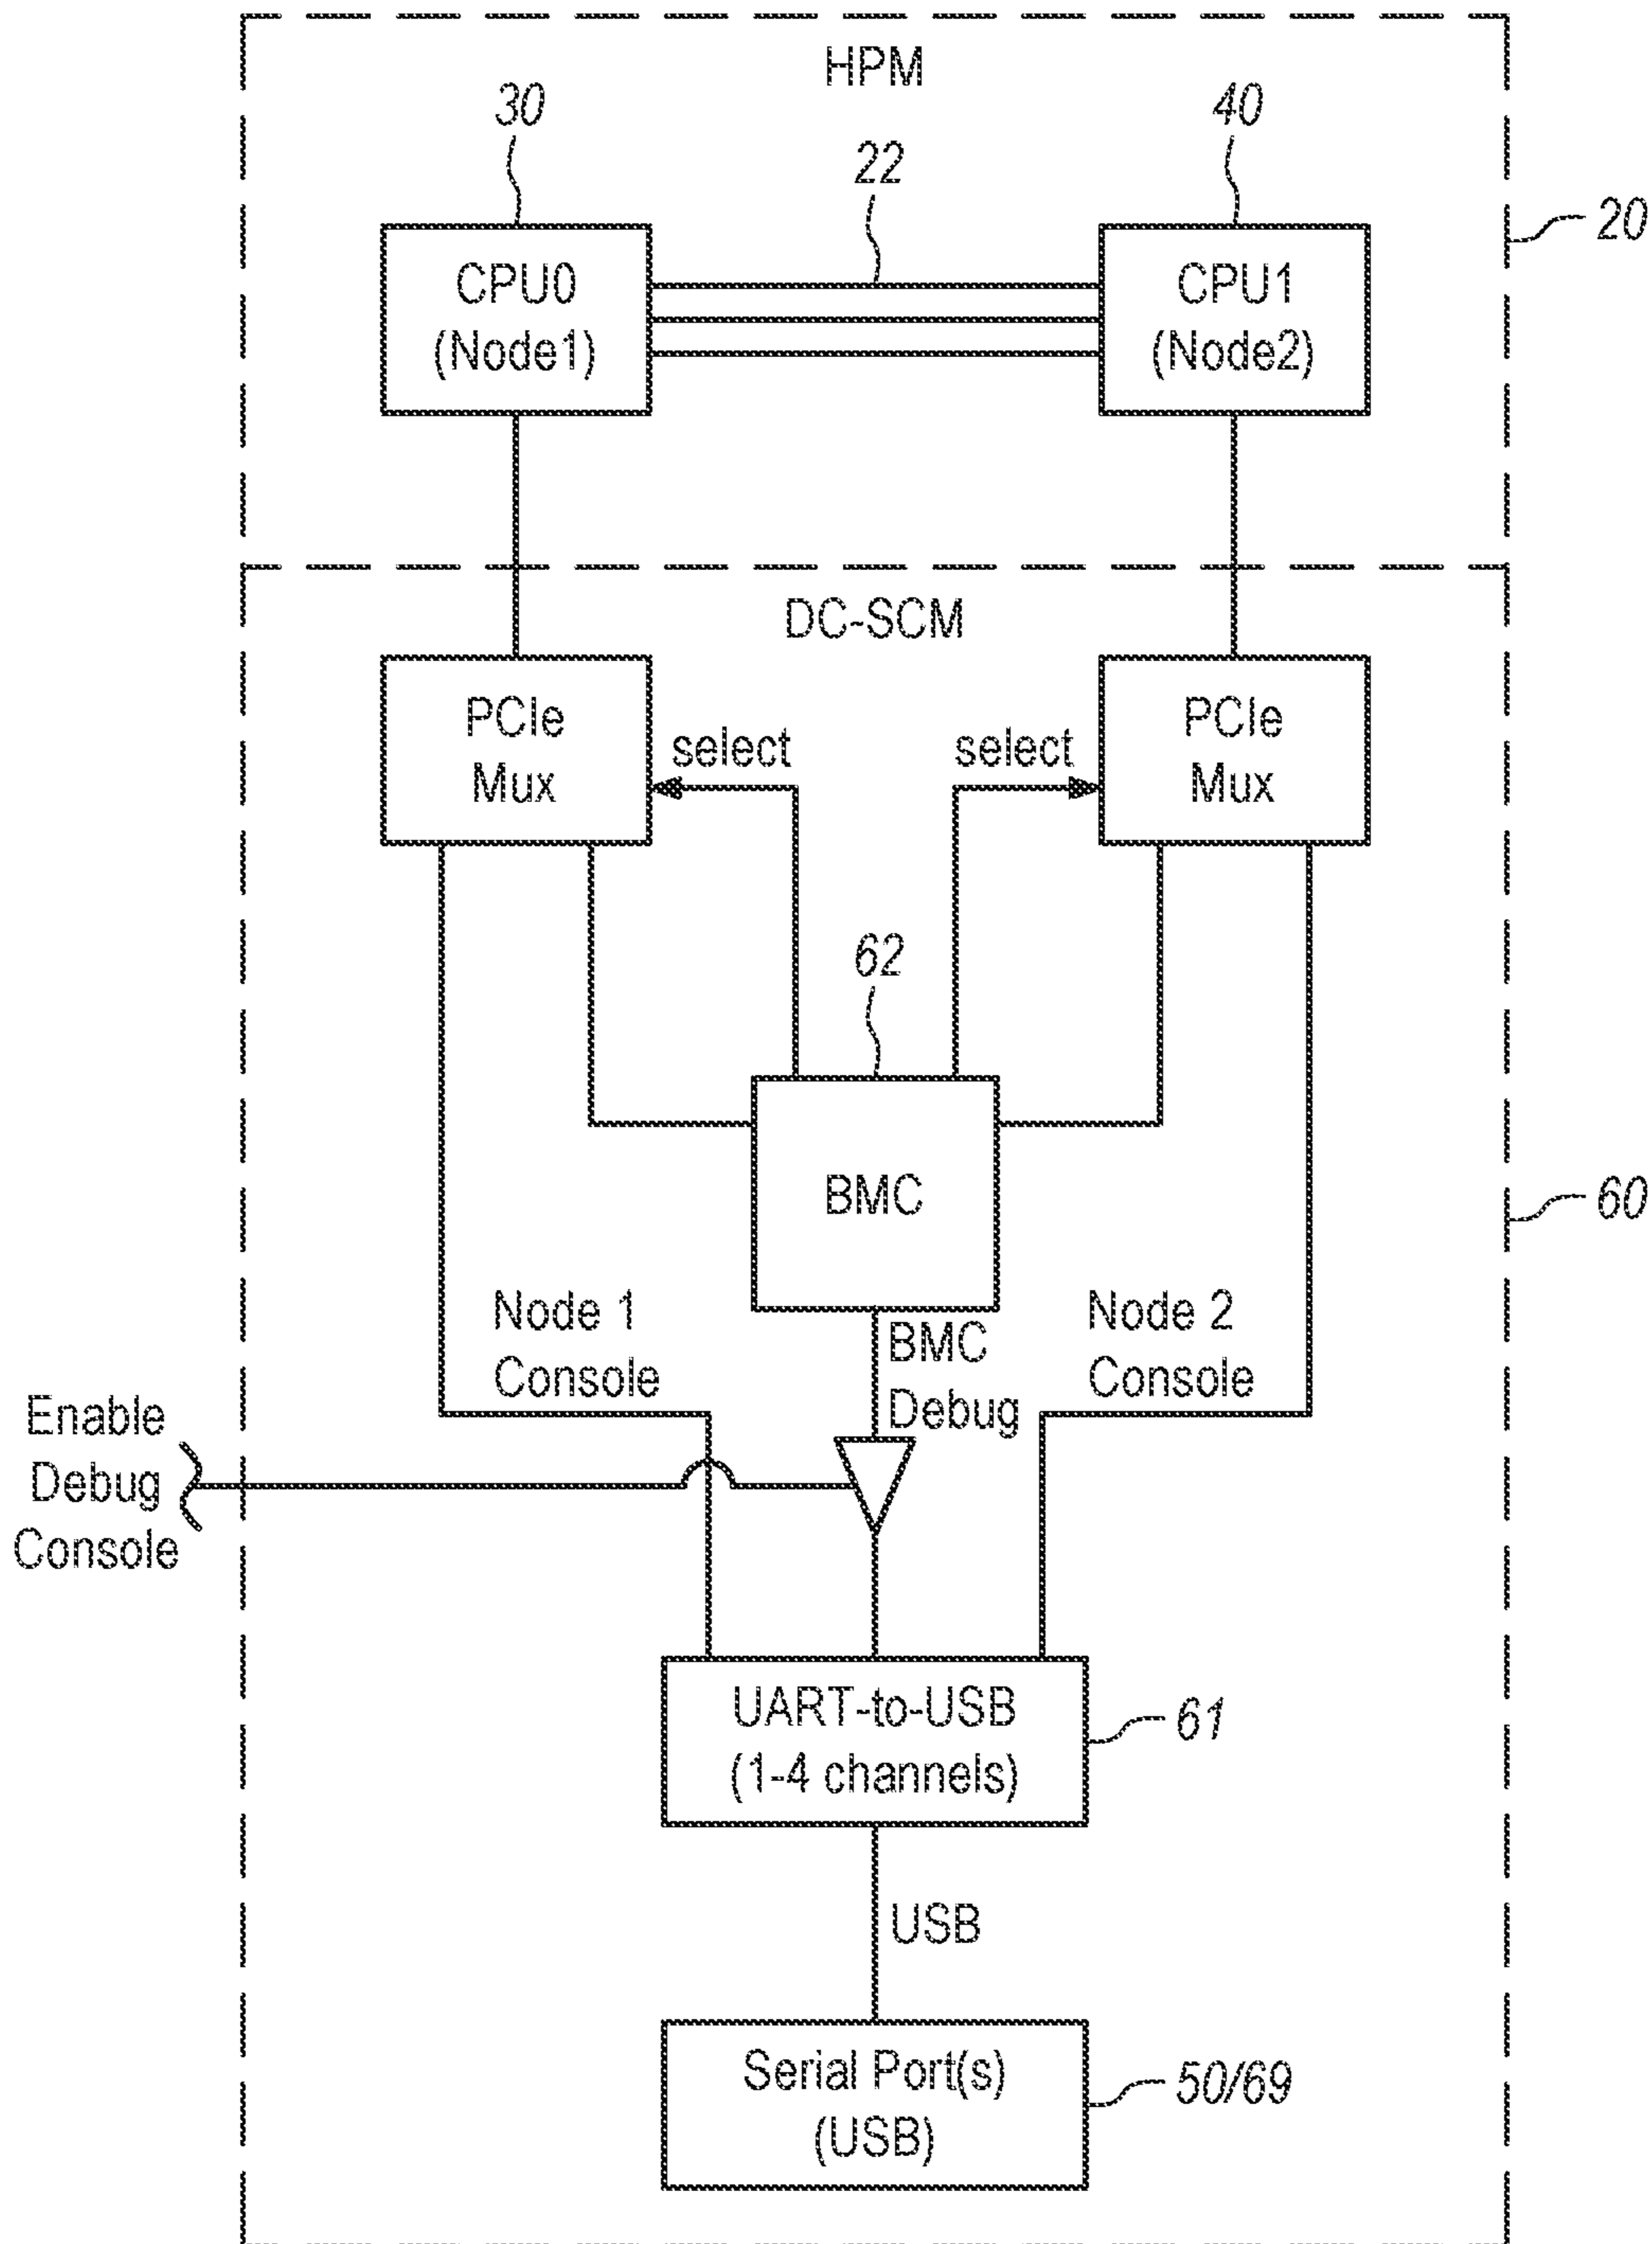 HPM
30
40
22
20
CPU0
(Node1)
CPU1
(Node2)
DC-SCM
PCIe
Mux
select
select
PCIe
Mux
62
BMC
60
Node 1
Console
BMC
Debug
Node 2
Console
Enable
Debug
Console
UART-to-USB
(1-4 channels)
61
USB
Serial Port(s)
(USB)
50/69